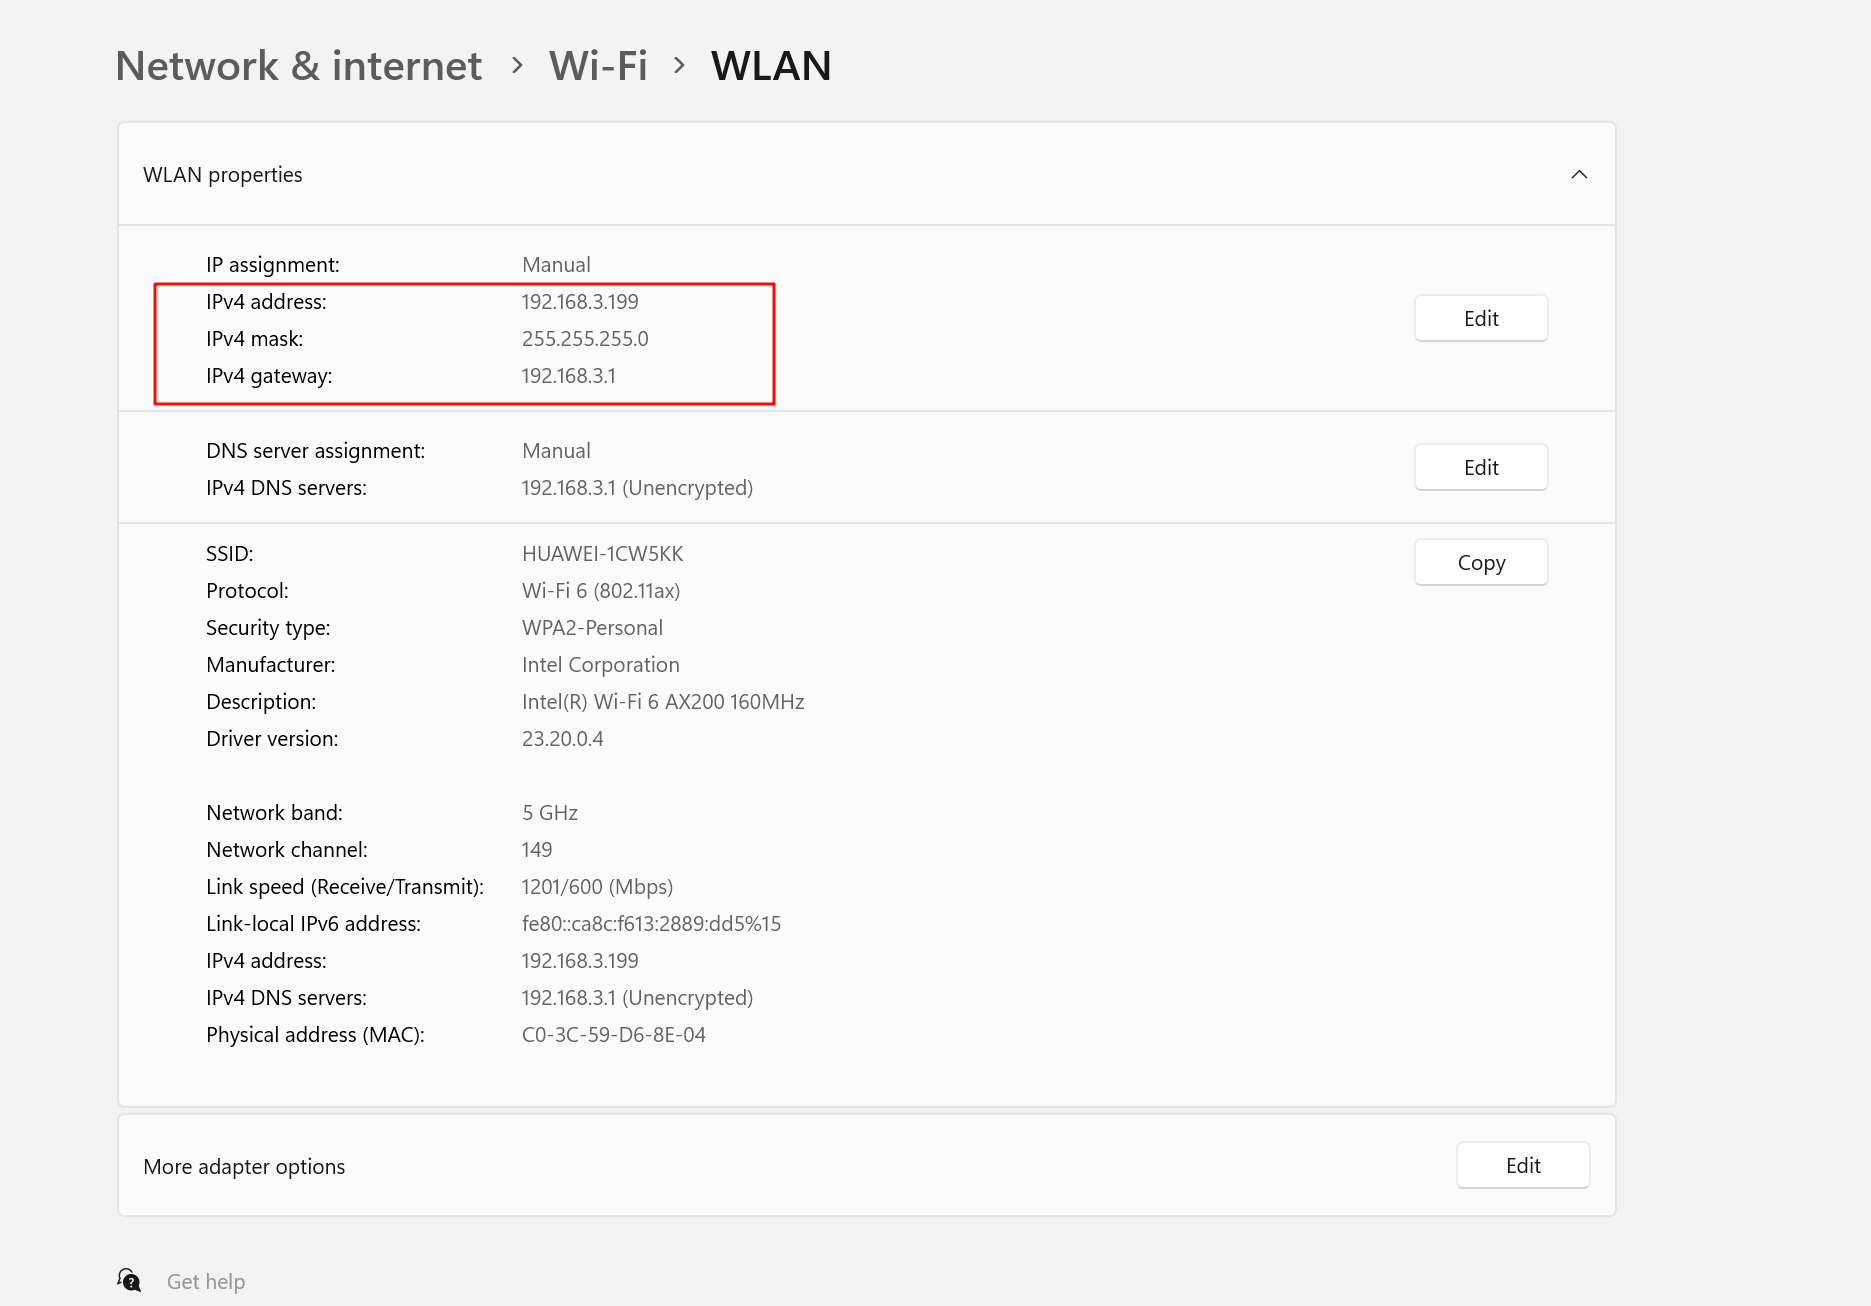 Network & internet > Wi-Fi > WLAN
WLAN properties
IP assignment: Manual
IPv4 address: 192.168.3.199
IPv4 mask: 255.255.255.0
IPv4 gateway: 192.168.3.1
Edit
DNS server assignment: Manual
IPv4 DNS servers: 192.168.3.1 (Unencrypted)
Edit
SSID: HUAWEI-1CW5KK
Copy
Protocol: Wi-Fi 6 (802.11ax)
Security type: WPA2-Personal
Manufacturer: Intel Corporation
Description: Intel(R) Wi-Fi 6 AX200 160MHz
Driver version: 23.20.0.4
Network band: 5 GHz
Network channel: 149
Link speed (Receive/Transmit): 1201/600 (Mbps)
Link-local IPv6 address: fe80::ca8c:f613:2889:dd5%15
IPv4 address: 192.168.3.199
IPv4 DNS servers: 192.168.3.1 (Unencrypted)
Physical address (MAC): C0-3C-59-D6-8E-04
More adapter options Edit
Get help